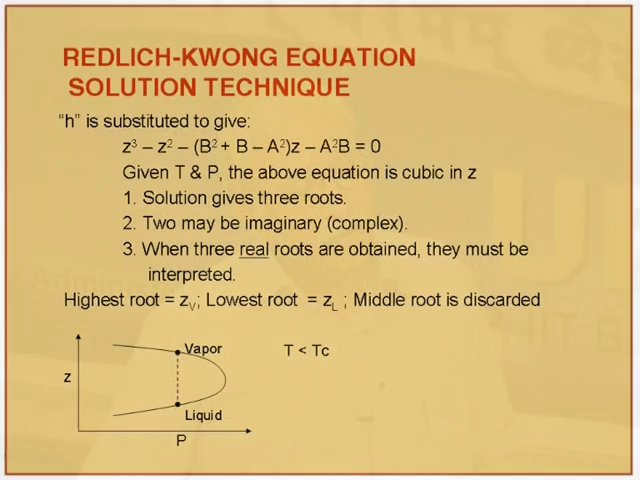 REDLICH-KWONG EQUATION
SOLUTION TECHNIQUE
“h” is substituted to give:
z³ – z² – (B² + B – A²)z – A²B = 0
Given T & P, the above equation is cubic in z
1. Solution gives three roots.
2. Two may be imaginary (complex).
3. When three real roots are obtained, they must be
interpreted.
Highest root = zV; Lowest root = zL ; Middle root is discarded
Vapor
T < Tc
z
Liquid
P